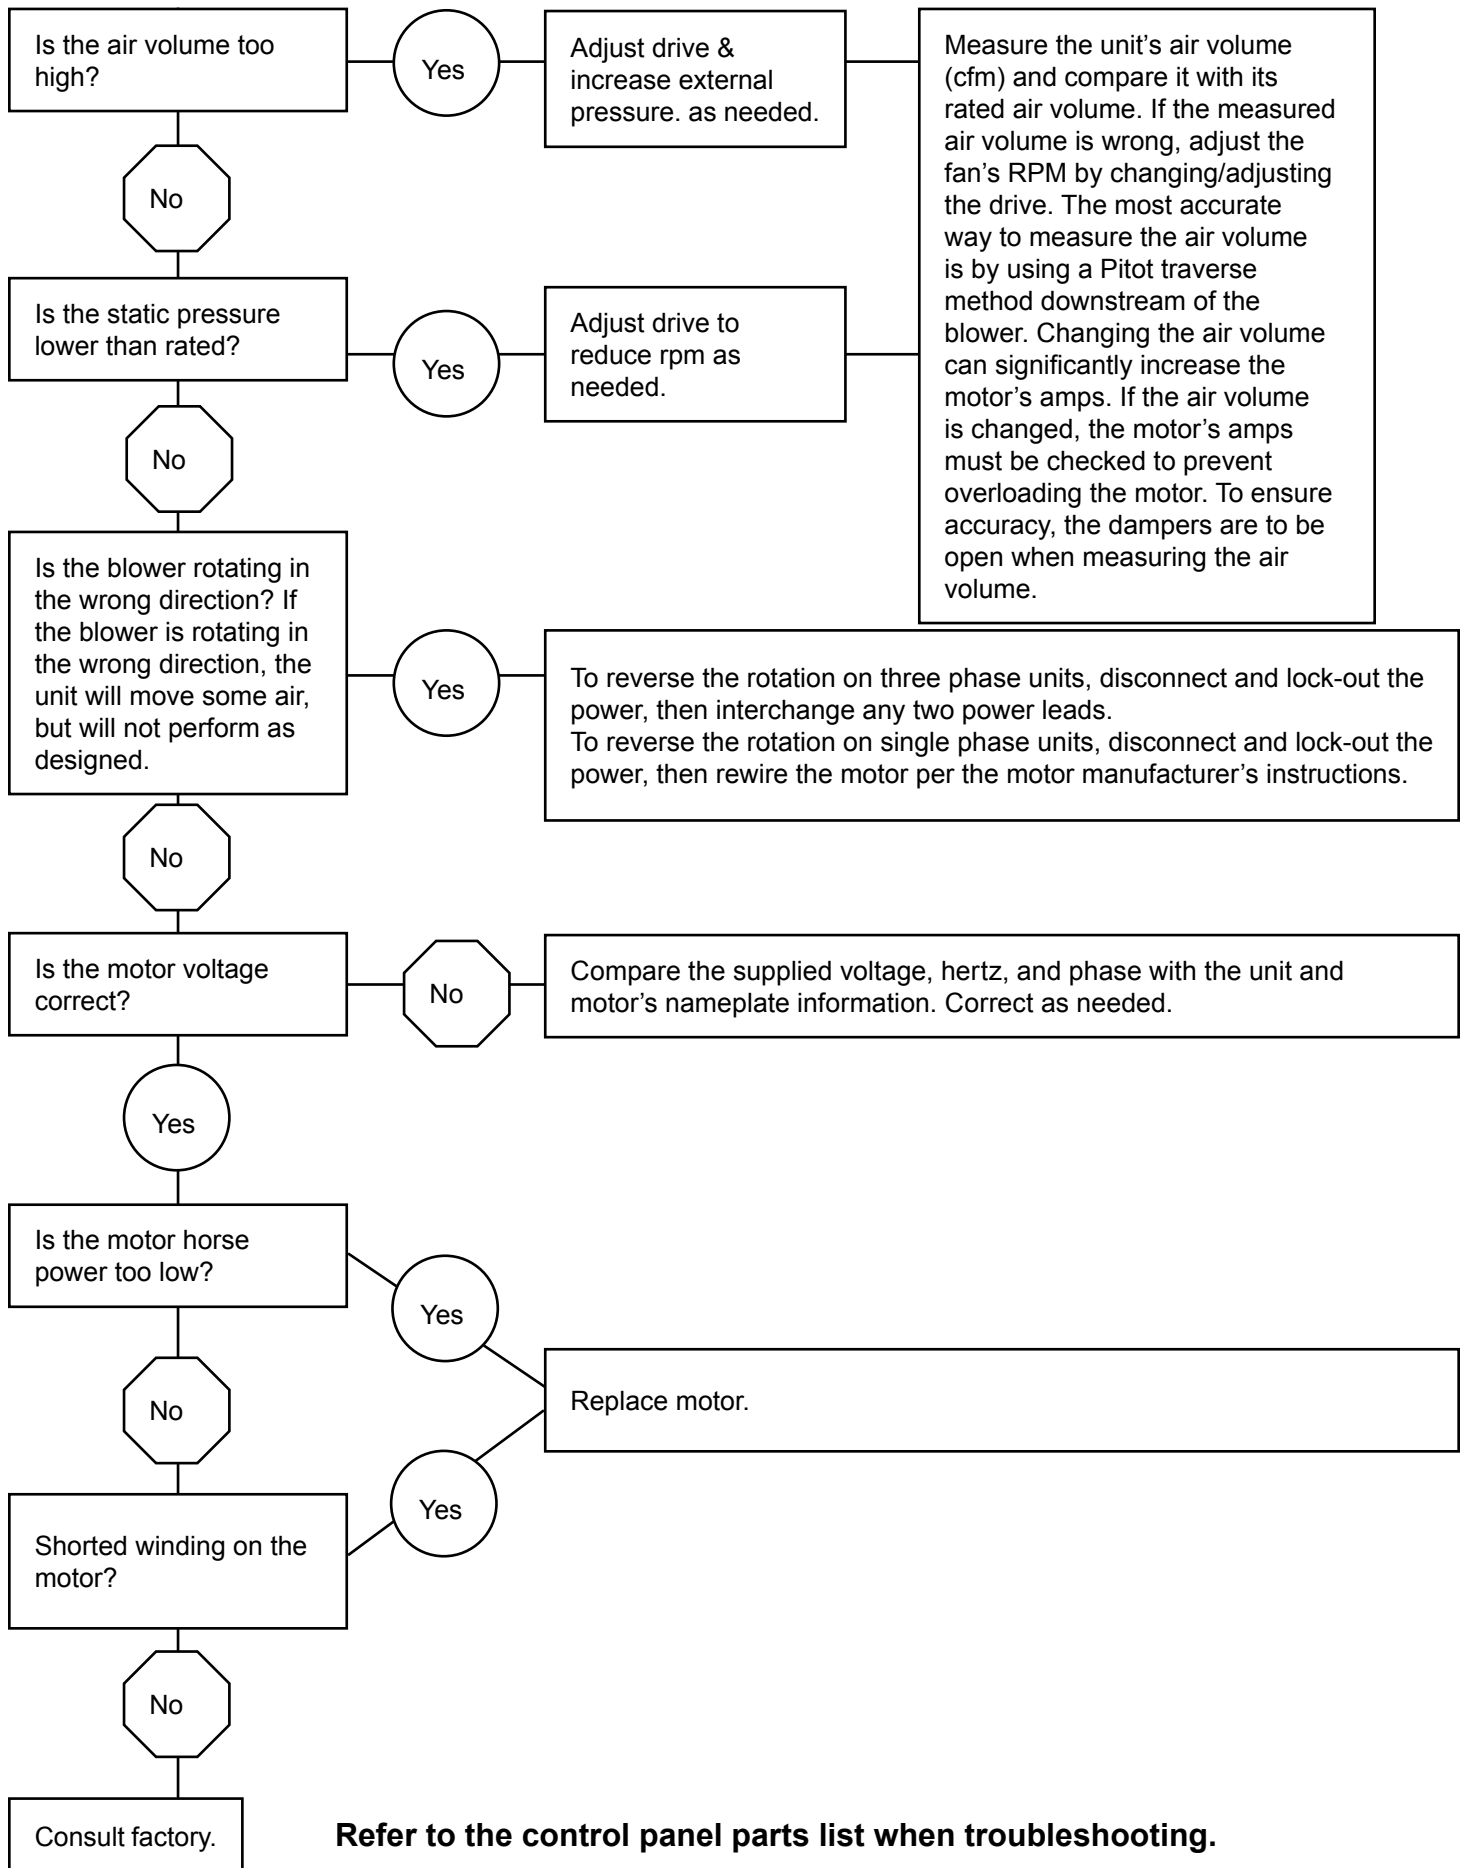 Is the air volume too
high?
Yes
Adjust drive &
increase external
pressure. as needed.
Measure the unit’s air volume
(cfm) and compare it with its
rated air volume. If the measured
air volume is wrong, adjust the
fan’s RPM by changing/adjusting
the drive. The most accurate
way to measure the air volume
is by using a Pitot traverse
method downstream of the
blower. Changing the air volume
can significantly increase the
motor’s amps. If the air volume
is changed, the motor’s amps
must be checked to prevent
overloading the motor. To ensure
accuracy, the dampers are to be
open when measuring the air
volume.
No
Is the static pressure
lower than rated?
Yes
Adjust drive to
reduce rpm as
needed.
No
Is the blower rotating in
the wrong direction? If
the blower is rotating in
the wrong direction, the
unit will move some air,
but will not perform as
designed.
Yes
To reverse the rotation on three phase units, disconnect and lock-out the
power, then interchange any two power leads.
To reverse the rotation on single phase units, disconnect and lock-out the
power, then rewire the motor per the motor manufacturer’s instructions.
No
Is the motor voltage
correct?
No
Compare the supplied voltage, hertz, and phase with the unit and
motor’s nameplate information. Correct as needed.
Yes
Is the motor horse
power too low?
Yes
Replace motor.
No
Shorted winding on the
motor?
Yes
No
Consult factory.
Refer to the control panel parts list when troubleshooting.